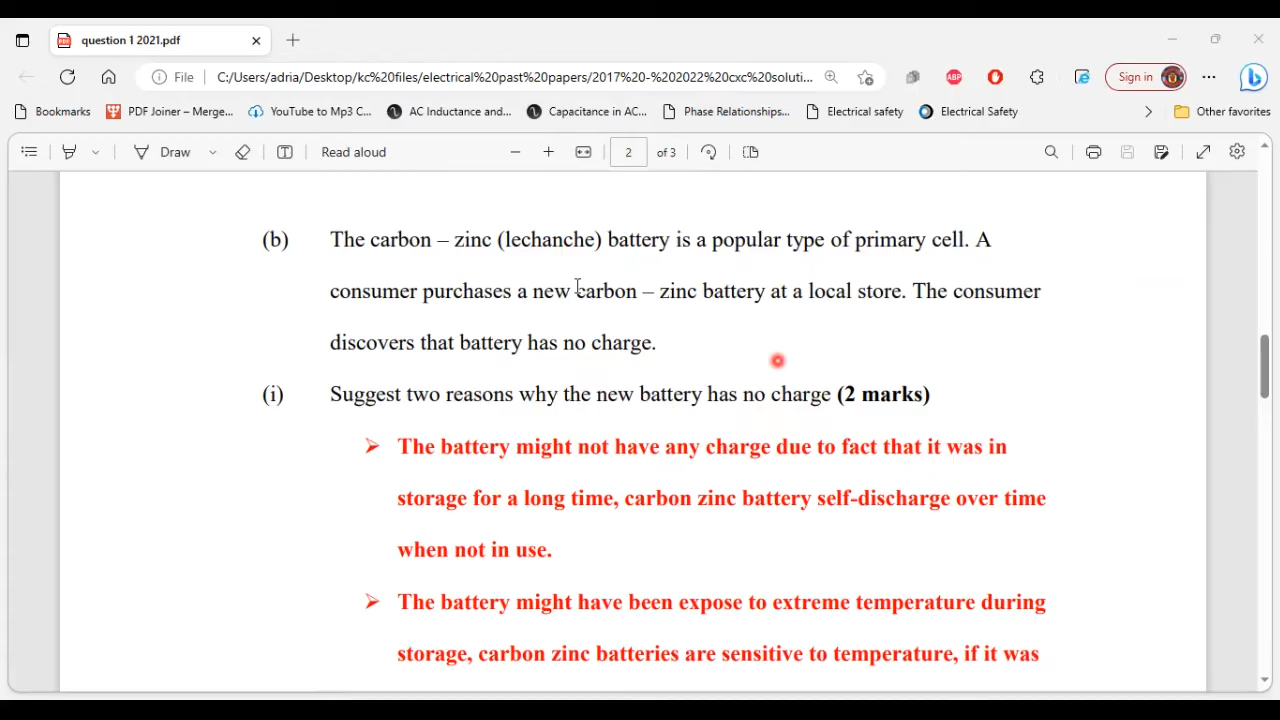 question 1 2021.pdf
File C:/Users/adria/Desktop/kc%20files/electrical%20past%20papers/2017%20-%202022%20cxc%20soluti... ABP Sign in
Bookmarks PDF Joiner – Merge... YouTube to Mp3 C... AC Inductance and... Capacitance in AC... Phase Relationships... Electrical safety Electrical Safety Other favorites
Draw Read aloud 2 of 3
(b) The carbon – zinc (lechanche) battery is a popular type of primary cell. A
consumer purchases a new carbon – zinc battery at a local store. The consumer
discovers that battery has no charge.
(i) Suggest two reasons why the new battery has no charge (2 marks)
➢ The battery might not have any charge due to fact that it was in
storage for a long time, carbon zinc battery self-discharge over time
when not in use.
➢ The battery might have been expose to extreme temperature during
storage, carbon zinc batteries are sensitive to temperature, if it was